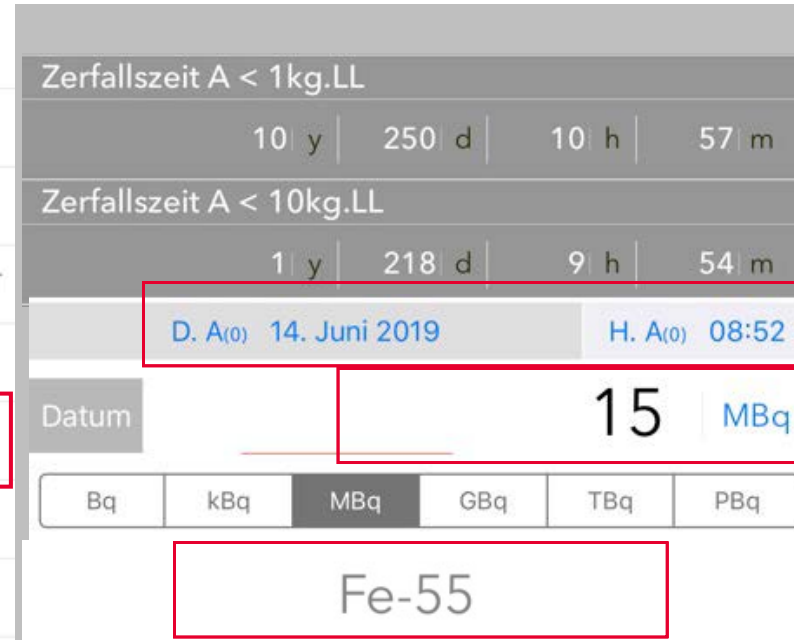 Zerfallszeit A < 1kg.LL
10 y 250 d 10 h 57 m
Zerfallszeit A < 10kg.LL
1 y 218 d 9 h 54 m
D. A(0) 14. Juni 2019 H. A(0) 08:52
Datum 15 MBq
Bq kBq MBq GBq TBq PBq
Fe-55